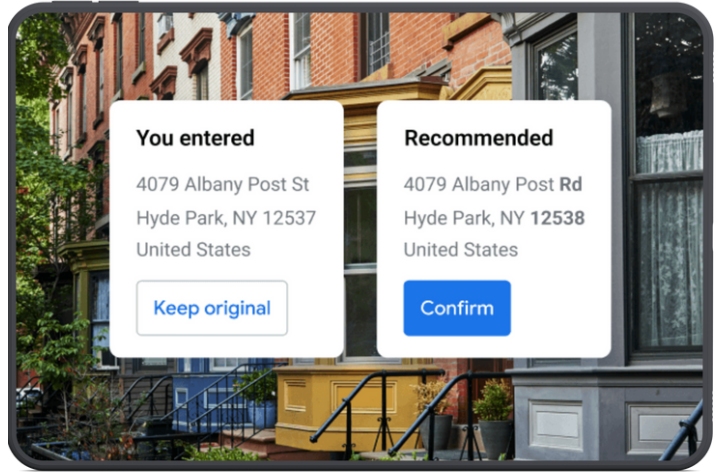 You entered
4079 Albany Post St
Hyde Park, NY 12537
United States
Keep original
Recommended
4079 Albany Post Rd
Hyde Park, NY 12538
United States
Confirm